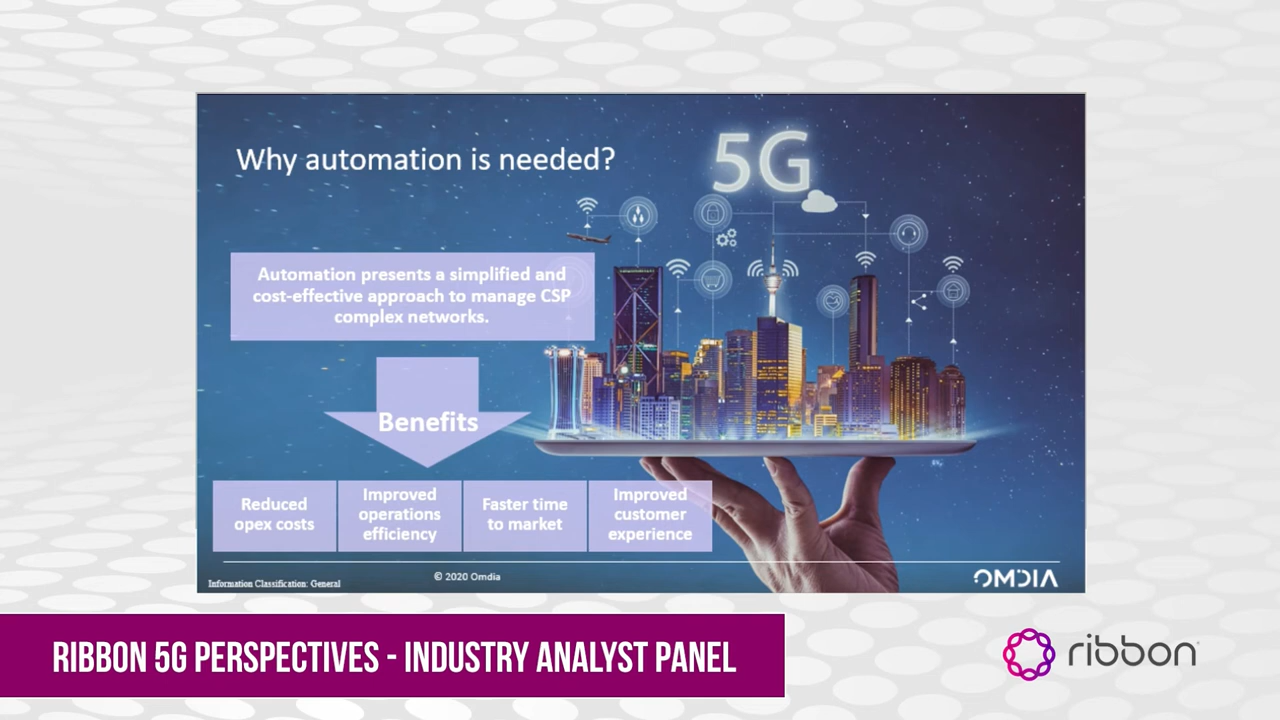 Why automation is needed?
5G
Automation presents a simplified and
cost-effective approach to manage CSP
complex networks.
Benefits
Reduced
opex costs
Improved
operations
efficiency
Faster time
to market
Improved
customer
experience
Information Classification: General
© 2020 Omdia
OMDIA
RIBBON 5G PERSPECTIVES - INDUSTRY ANALYST PANEL
ribbon